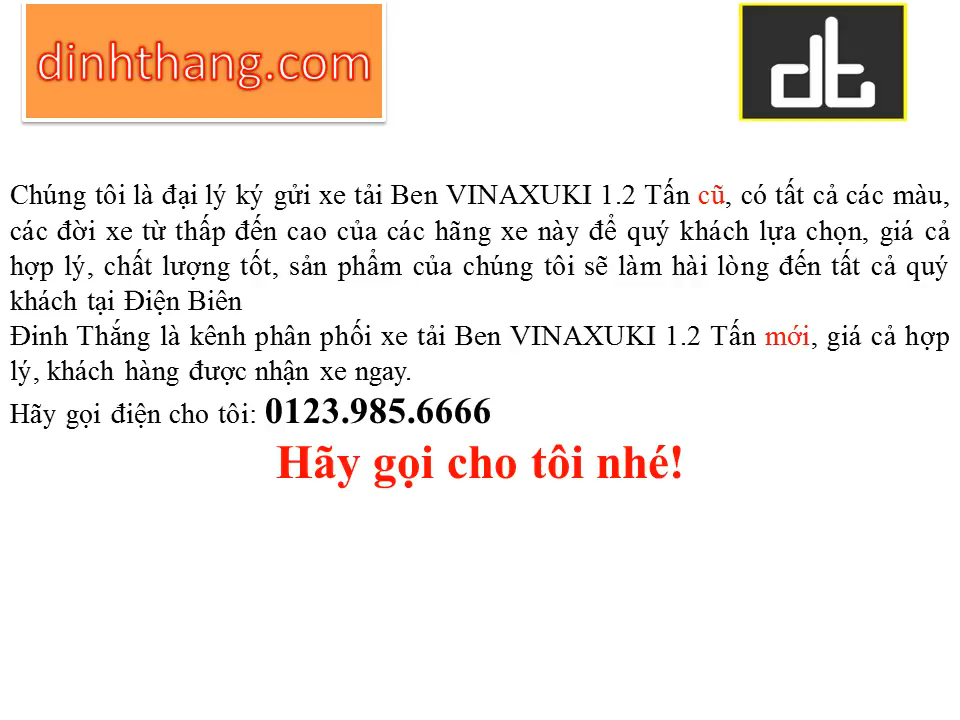 dinhthang.com
dt
Chúng tôi là đại lý ký gửi xe tải Ben VINAXUKI 1.2 Tấn cũ, có tất cả các màu,
các đời xe từ thấp đến cao của các hãng xe này để quý khách lựa chọn, giá cả
hợp lý, chất lượng tốt, sản phẩm của chúng tôi sẽ làm hài lòng đến tất cả quý
khách tại Điện Biên
Đinh Thắng là kênh phân phối xe tải Ben VINAXUKI 1.2 Tấn mới, giá cả hợp
lý, khách hàng được nhận xe ngay.
Hãy gọi điện cho tôi: 0123.985.6666
Hãy gọi cho tôi nhé!